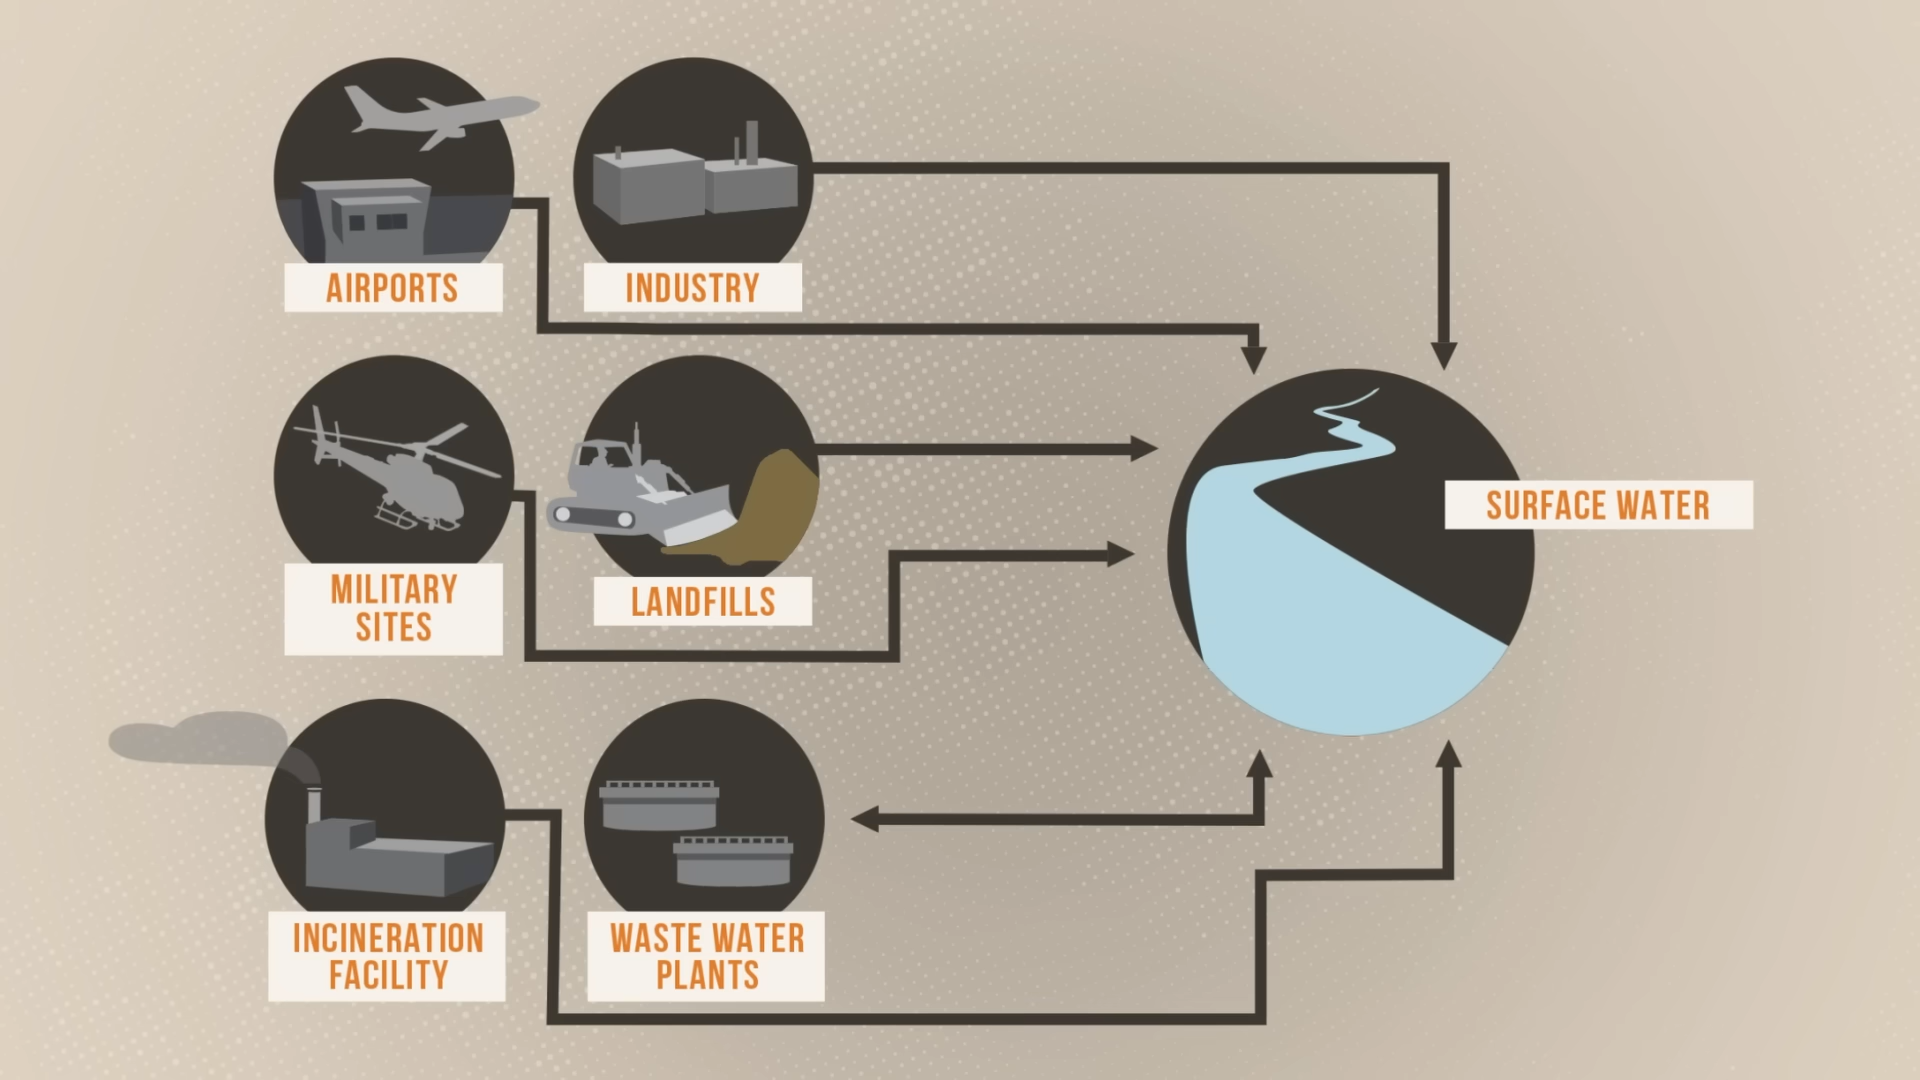 AIRPORTS
INDUSTRY
MILITARY
SITES
LANDFILLS
SURFACE WATER
INCINERATION
FACILITY
WASTE WATER
PLANTS